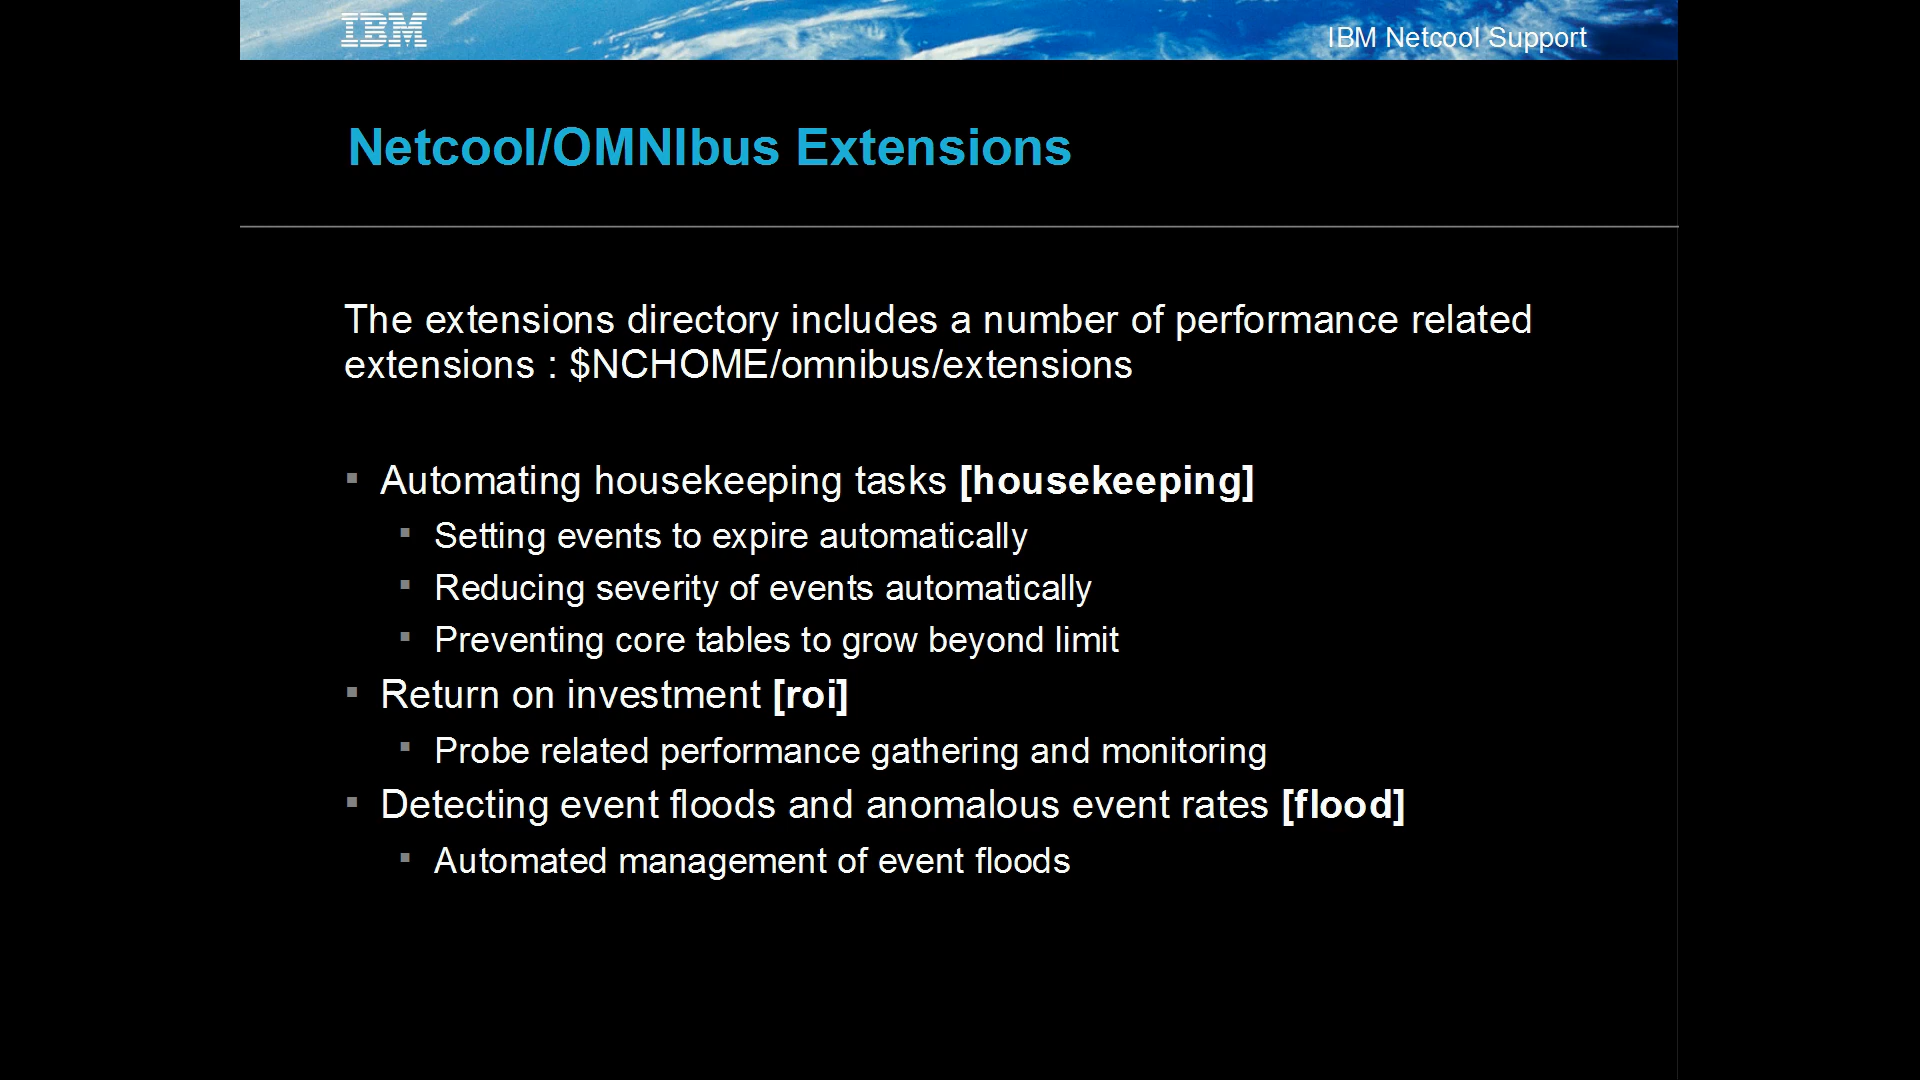 IBM
IBM Netcool Support
Netcool/OMNIbus Extensions
The extensions directory includes a number of performance related
extensions : $NCHOME/omnibus/extensions
▪ Automating housekeeping tasks [housekeeping]
▪ Setting events to expire automatically
▪ Reducing severity of events automatically
▪ Preventing core tables to grow beyond limit
▪ Return on investment [roi]
▪ Probe related performance gathering and monitoring
▪ Detecting event floods and anomalous event rates [flood]
▪ Automated management of event floods